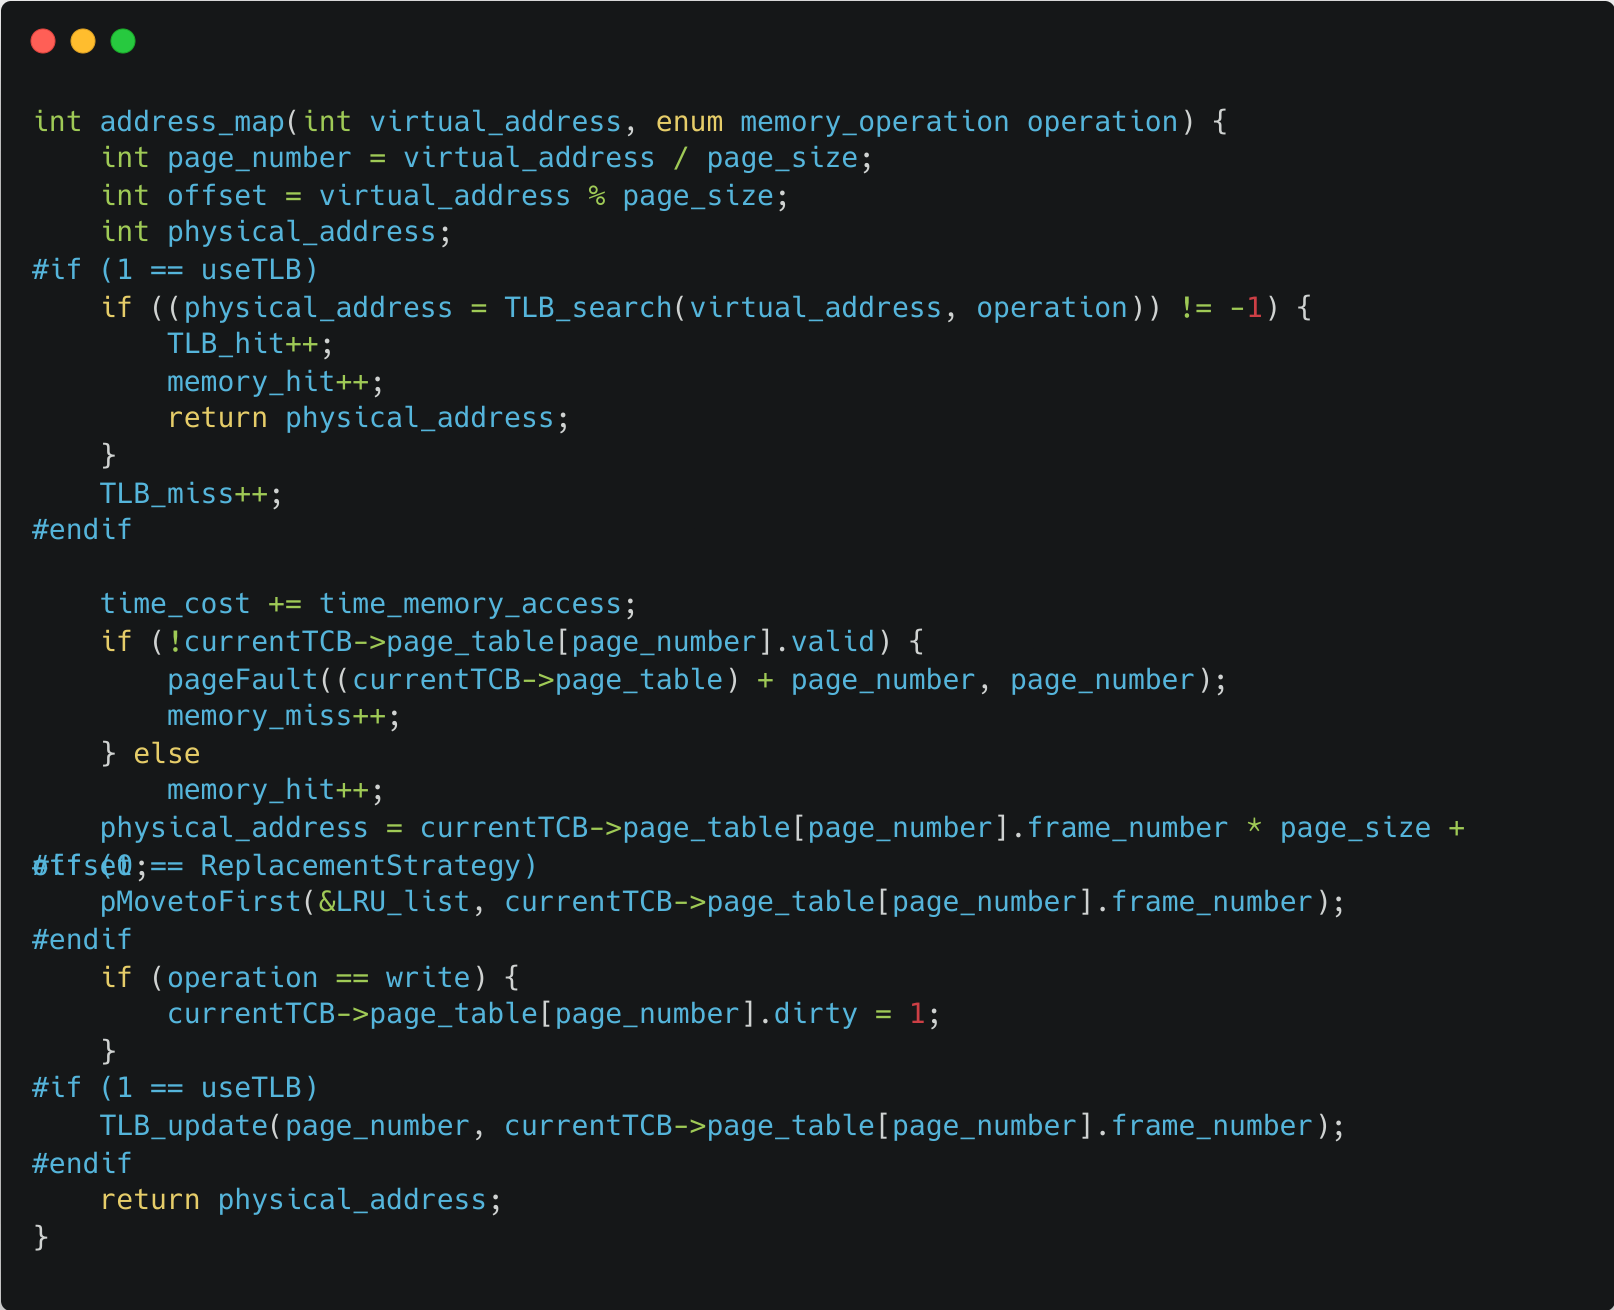 int address_map(int virtual_address, enum memory_operation operation) {
    int page_number = virtual_address / page_size;
    int offset = virtual_address % page_size;
    int physical_address;
#if (1 == useTLB)
    if ((physical_address = TLB_search(virtual_address, operation)) != -1) {
        TLB_hit++;
        memory_hit++;
        return physical_address;
    }
    TLB_miss++;
#endif

    time_cost += time_memory_access;
    if (!currentTCB->page_table[page_number].valid) {
        pageFault((currentTCB->page_table) + page_number, page_number);
        memory_miss++;
    } else
        memory_hit++;
    physical_address = currentTCB->page_table[page_number].frame_number * page_size +
offset;
#if (0 == ReplacementStrategy)
    pMovetoFirst(&LRU_list, currentTCB->page_table[page_number].frame_number);
#endif
    if (operation == write) {
        currentTCB->page_table[page_number].dirty = 1;
    }
#if (1 == useTLB)
    TLB_update(page_number, currentTCB->page_table[page_number].frame_number);
#endif
    return physical_address;
}